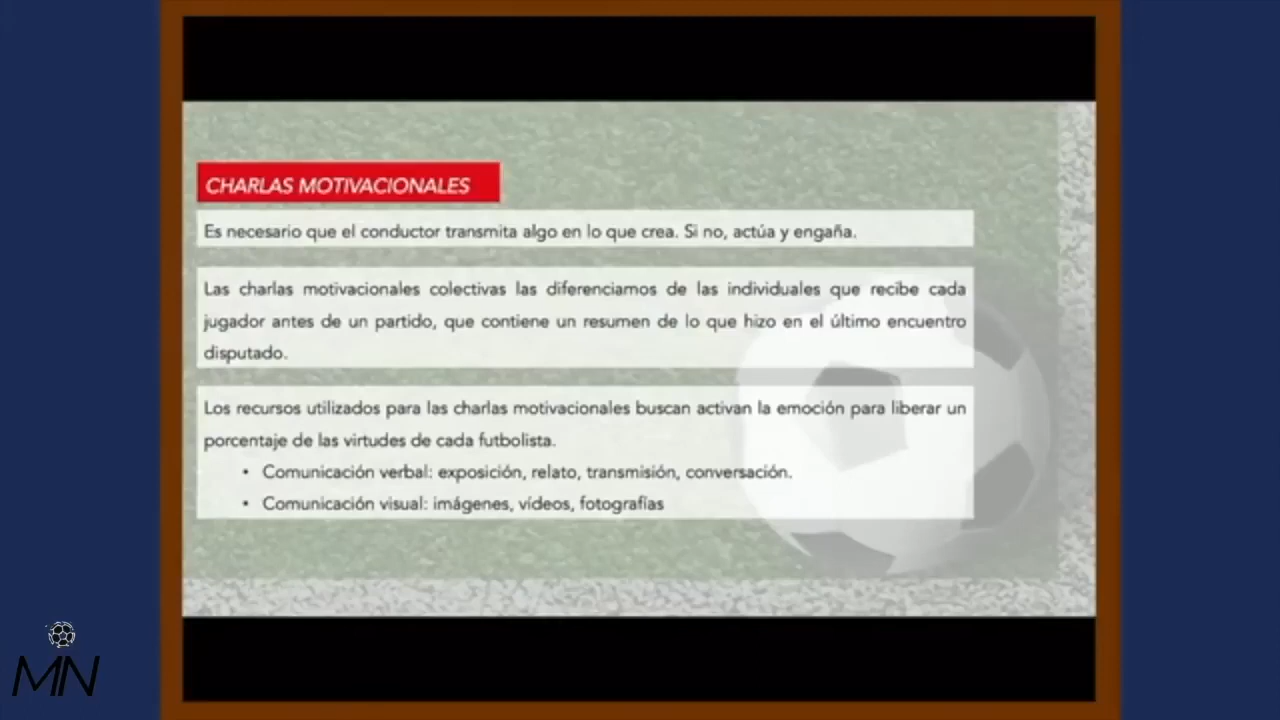 CHARLAS MOTIVACIONALES
Es necesario que el conductor transmita algo en lo que crea. Si no, actúa y engaña.
Las charlas motivacionales colectivas las diferenciamos de las individuales que recibe cada
jugador antes de un partido, que contiene un resumen de lo que hizo en el último encuentro
disputado.
Los recursos utilizados para las charlas motivacionales buscan activan la emoción para liberar un
porcentaje de las virtudes de cada futbolista.
• Comunicación verbal: exposición, relato, transmisión, conversación.
• Comunicación visual: imágenes, vídeos, fotografías
MN